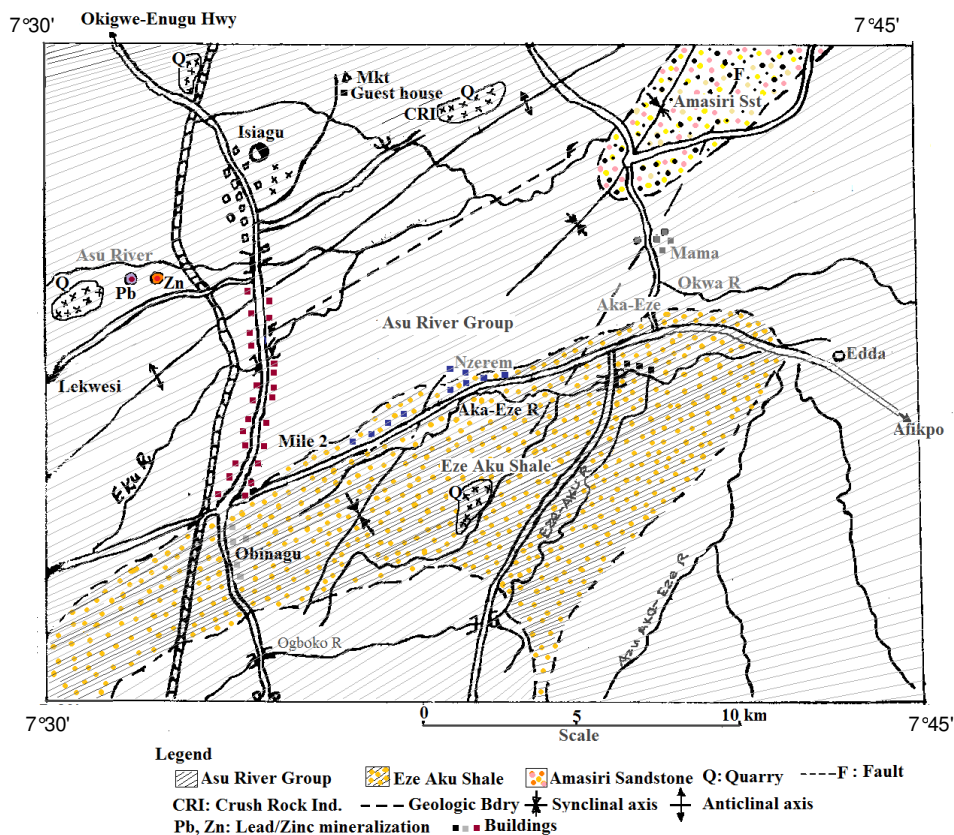 Okigwe-Enugu Hwy
7°30'
7°45'
Q
Mkt
Guest house
Q
CRI
F
Amasiri Sst
Isiagu
F
Asu River
Q
Pb
Zn
Mama
Okwa R
Aka-Eze
Asu River Group
Nzerem
Edda
Lekwesi
Aka-Eze R
Afikpo
Mile 2
Eze Aku Shale
Q
Eku R
Eze-Aku R
Obinagu
Azu Aka-Eze R
Ogboko R
7°30'
7°45'
0 5 10 km
Scale
Legend
Asu River Group Eze Aku Shale Amasiri Sandstone Q: Quarry F : Fault
CRI: Crush Rock Ind. Geologic Bdry Synclinal axis Anticlinal axis
Pb, Zn: Lead/Zinc mineralization Buildings